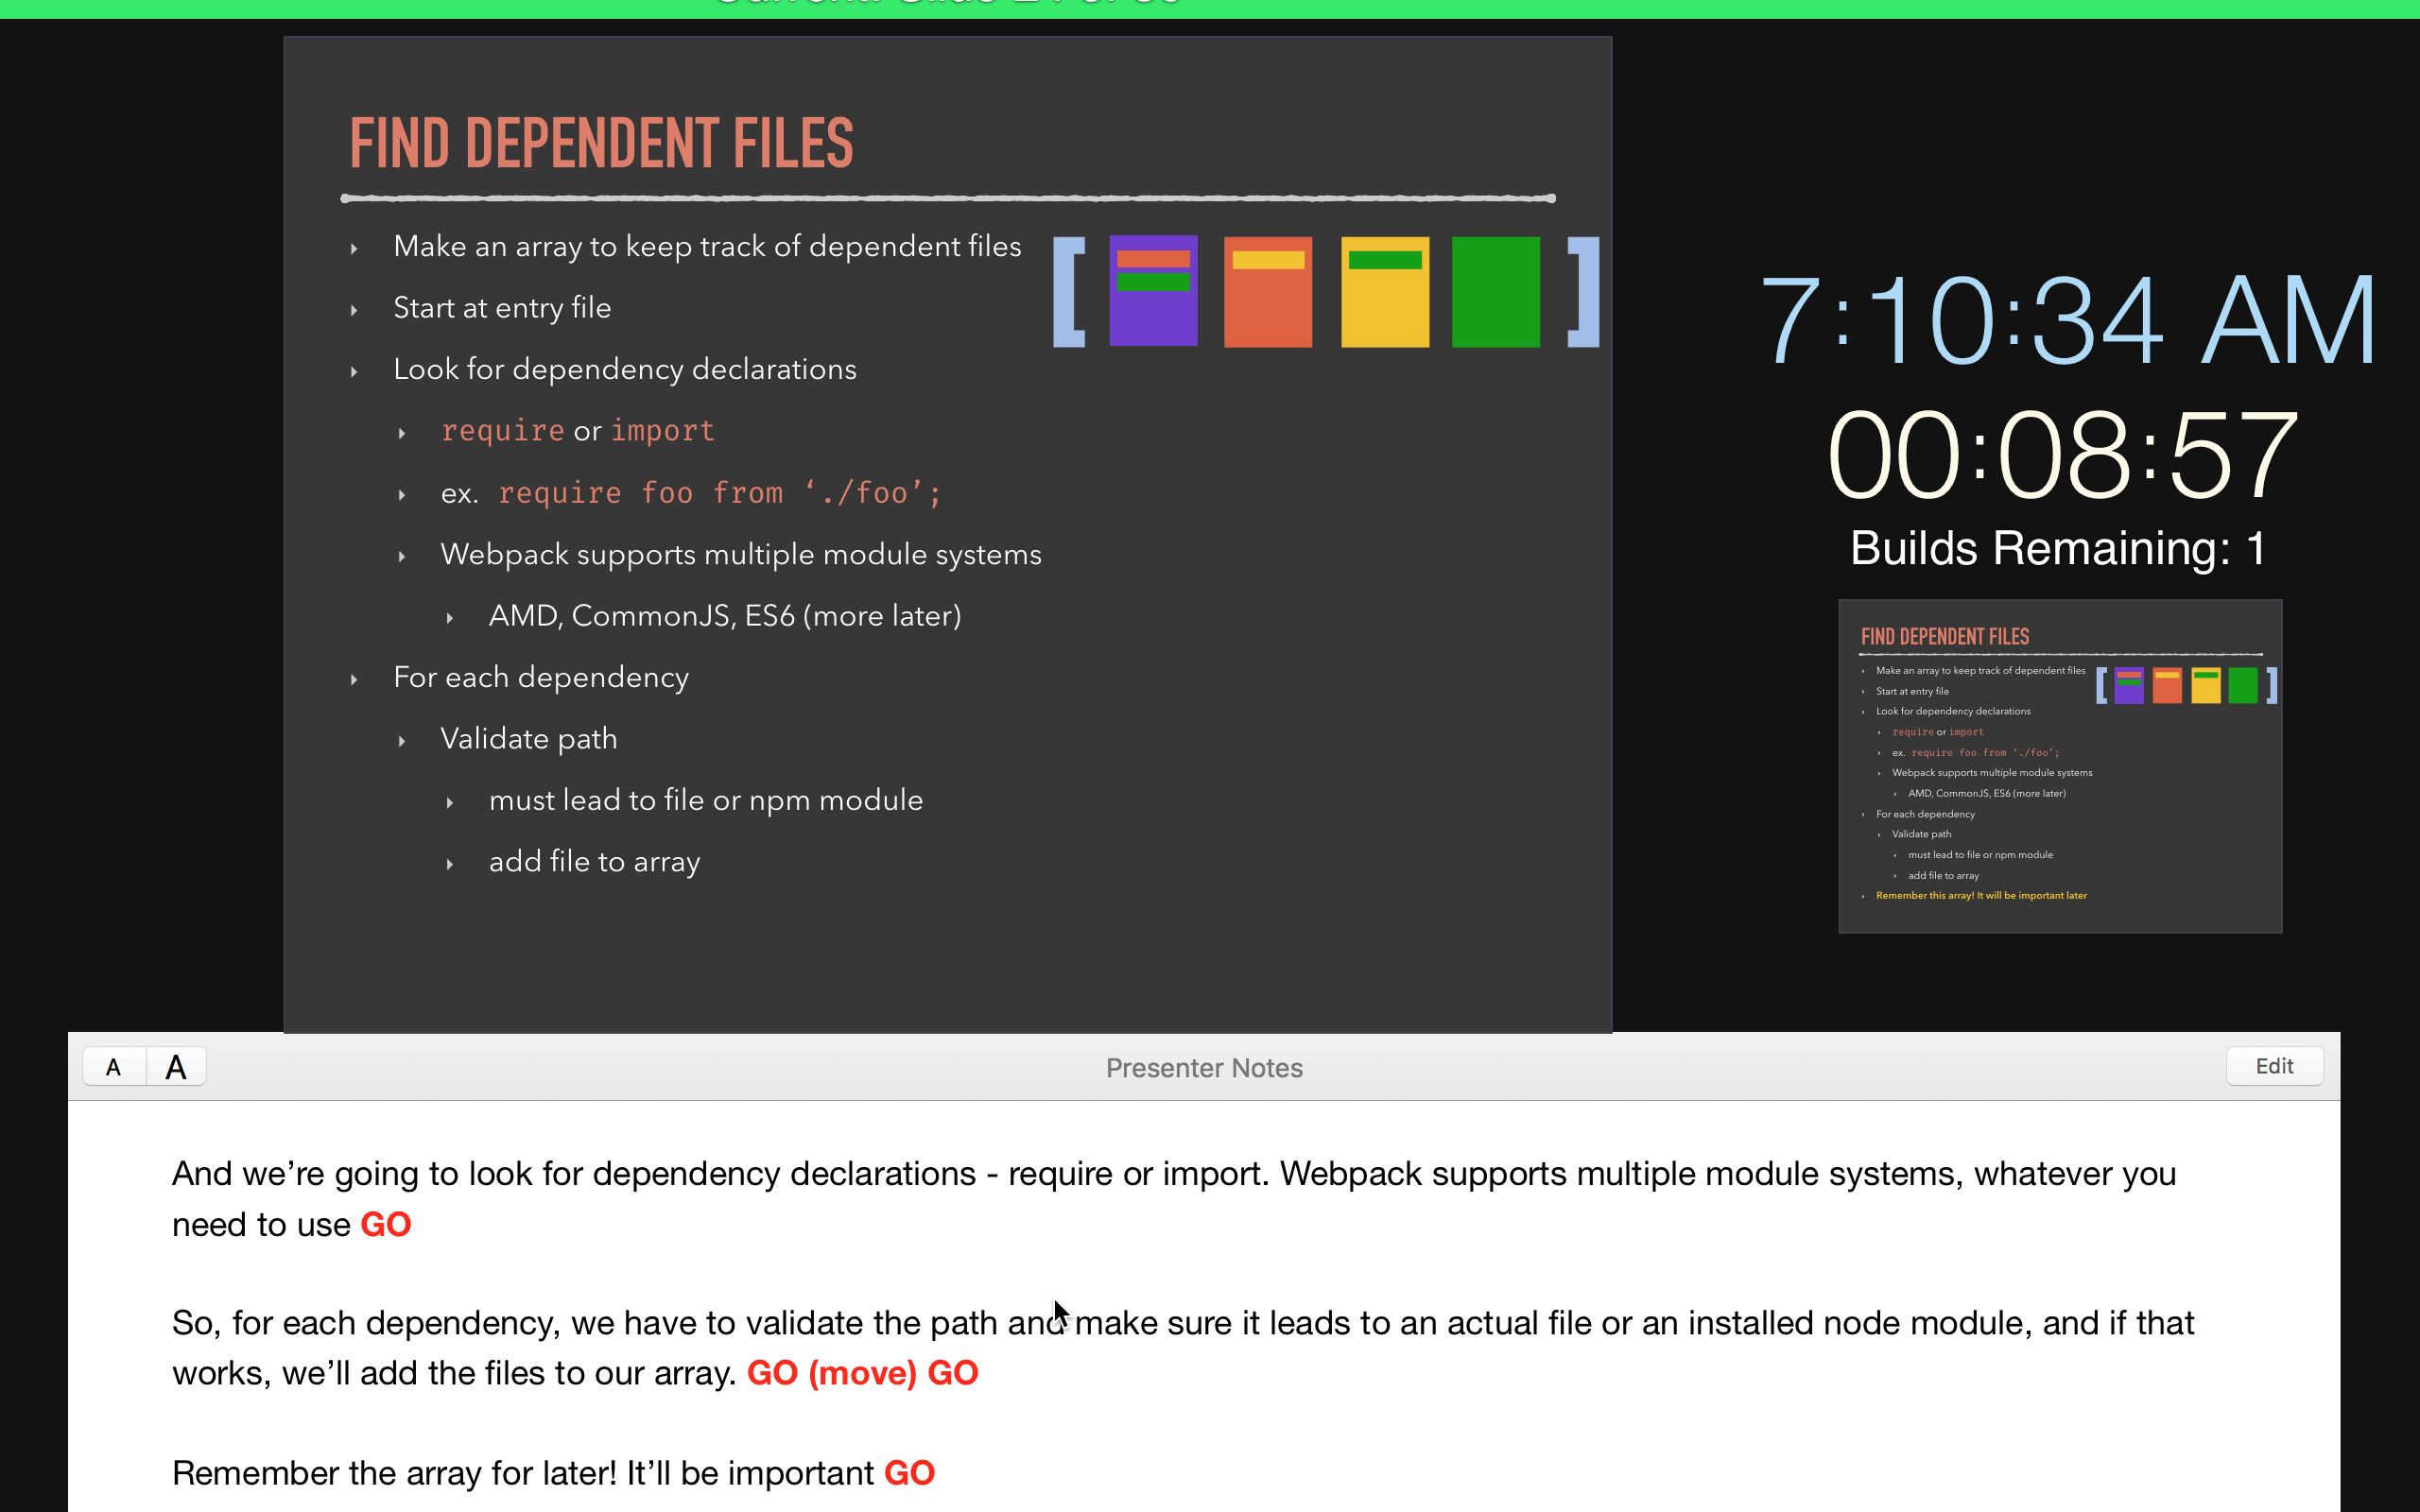 FIND DEPENDENT FILES
Make an array to keep track of dependent files
Start at entry file
Look for dependency declarations
require or import
ex. require foo from ‘./foo’;
Webpack supports multiple module systems
AMD, CommonJS, ES6 (more later)
For each dependency
Validate path
must lead to file or npm module
add file to array
7:10:34 AM
00:08:57
Builds Remaining: 1
FIND DEPENDENT FILES
Make an array to keep track of dependent files
Start at entry file
Look for dependency declarations
require or import
ex. require foo from ‘./foo’;
Webpack supports multiple module systems
AMD, CommonJS, ES6 (more later)
For each dependency
Validate path
must lead to file or npm module
add file to array
Remember this array! It will be important later
A A Presenter Notes Edit
And we’re going to look for dependency declarations - require or import. Webpack supports multiple module systems, whatever you
need to use GO
So, for each dependency, we have to validate the path and make sure it leads to an actual file or an installed node module, and if that
works, we’ll add the files to our array. GO (move) GO
Remember the array for later! It’ll be important GO